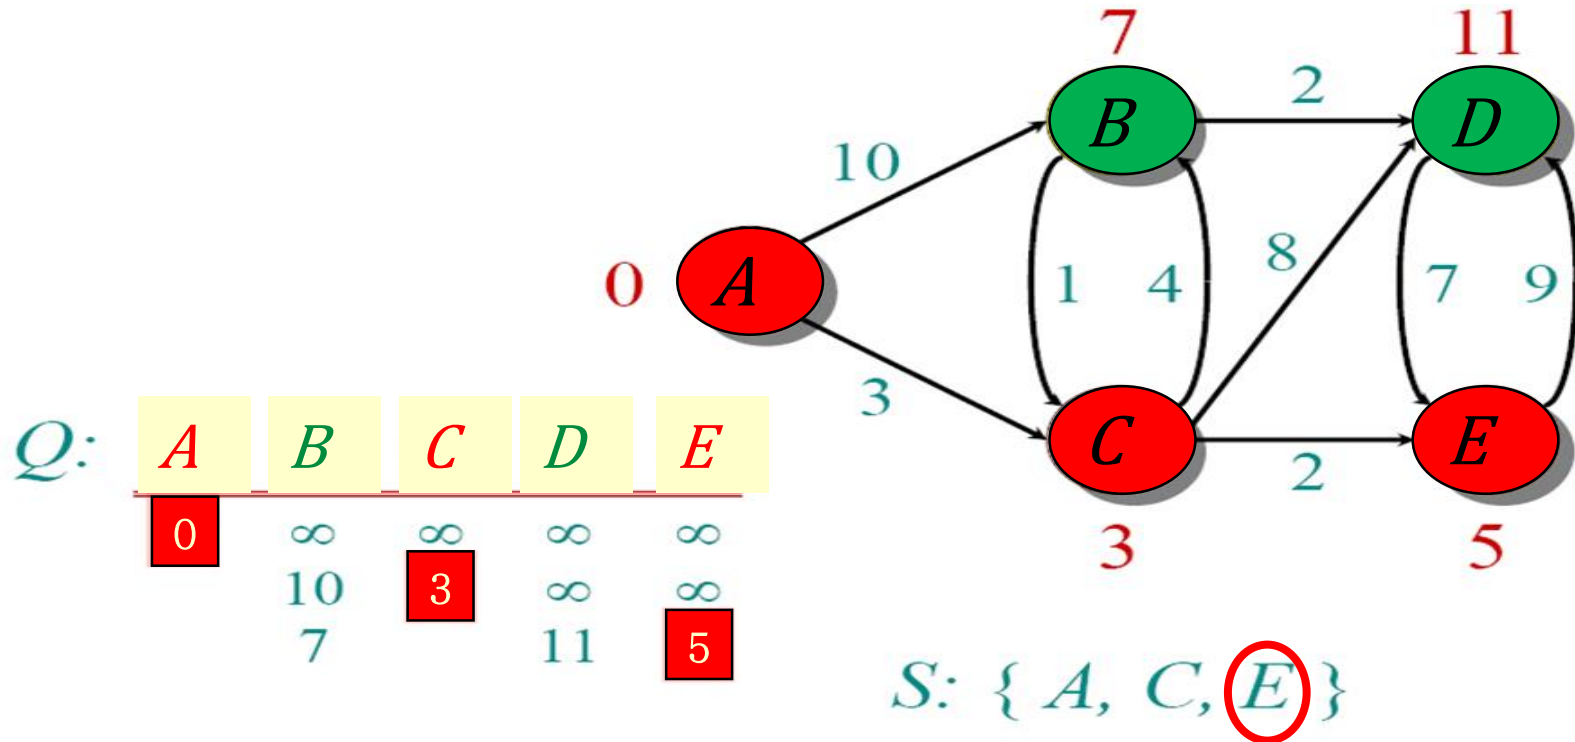 7 11
B 2 D
10
A
0
1 4 8 7 9
3
C 2 E
3 5
Q: A B C D E
0 ∞ ∞ ∞ ∞
10 3 ∞ ∞
7 11 5
S: { A, C, E }